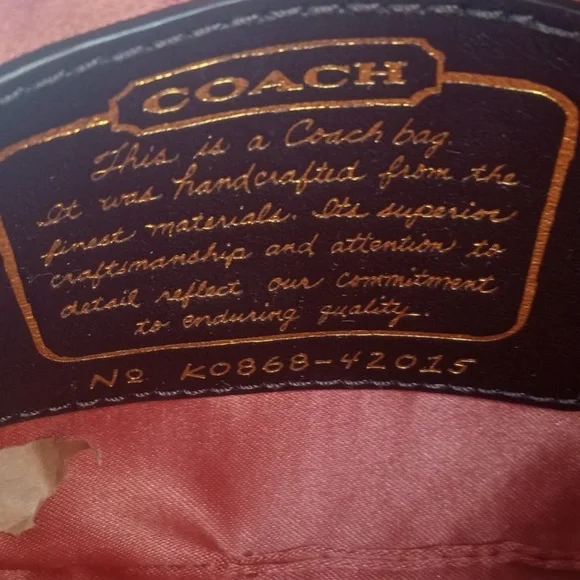 COACH
This is a Coach bag.
It was handcrafted from the
finest materials. Its superior
craftsmanship and attention to
detail reflect our commitment
to enduring quality.
No K0868-42015